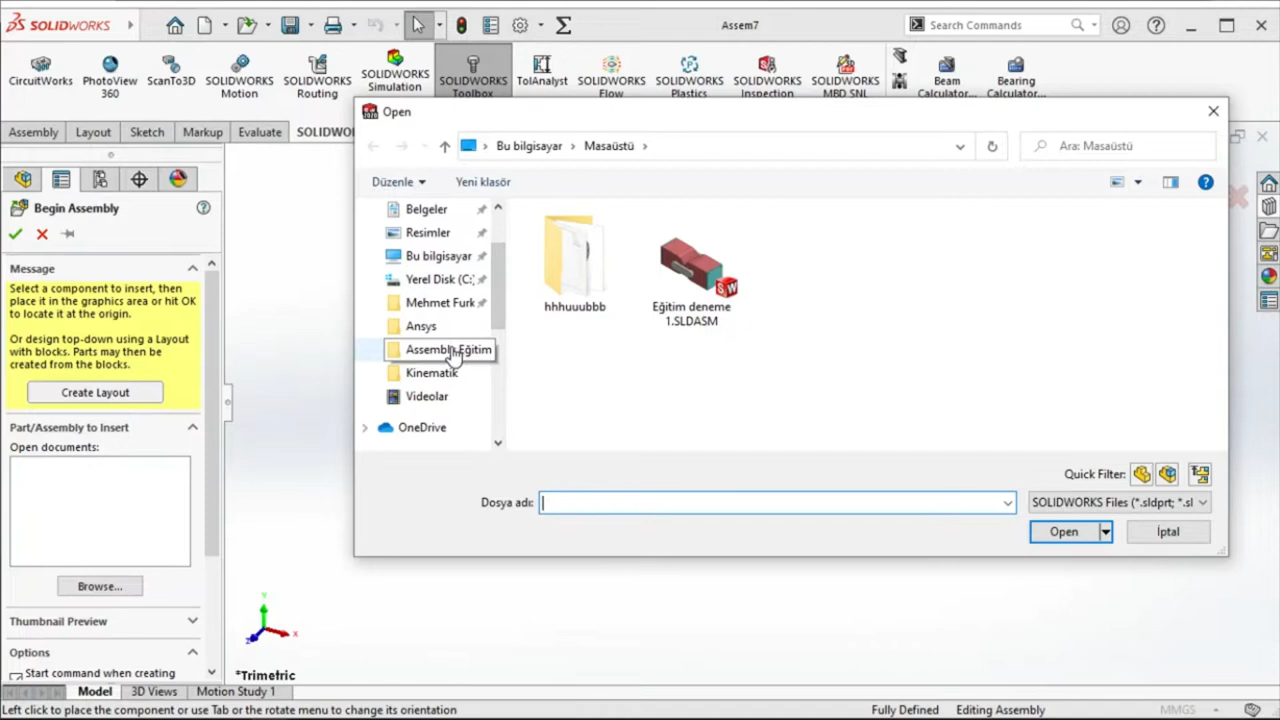 SOLIDWORKS
Assem7
Search Commands
CircuitWorks
PhotoView
360
ScanTo3D
SOLIDWORKS
Motion
SOLIDWORKS
Routing
SOLIDWORKS
Simulation
SOLIDWORKS
Toolbox
TolAnalyst
SOLIDWORKS
Flow
SOLIDWORKS
Plastics
SOLIDWORKS
Inspection
SOLIDWORKS
MBD SNL
Beam
Calculator...
Bearing
Calculator...
Assembly
Layout
Sketch
Markup
Evaluate
SOLIDWO
Begin Assembly
Message
Select a component to insert, then
place it in the graphics area or hit OK
to locate it at the origin.
Or design top-down using a Layout
with blocks. Parts may then be
created from the blocks.
Create Layout
Part/Assembly to Insert
Open documents:
Browse...
Thumbnail Preview
Options
Start command when creating
Open
Bu bilgisayar
Masaüstü
Ara: Masaüstü
Düzenle
Yeni klasör
Belgeler
Resimler
Bu bilgisayar
Yerel Disk (C:
Mehmet Furk
Ansys
Assembly Eğitim
Kinematik
Videolar
OneDrive
hhhuuubbb
Eğitim deneme
1.SLDASM
Quick Filter:
Dosya adı:
SOLIDWORKS Files (*.sldprt; *.sl
Open
İptal
Y
X
Z
*Trimetric
Model
3D Views
Motion Study 1
Left click to place the component or use Tab or the rotate menu to change its orientation
Fully Defined
Editing Assembly
MMGS